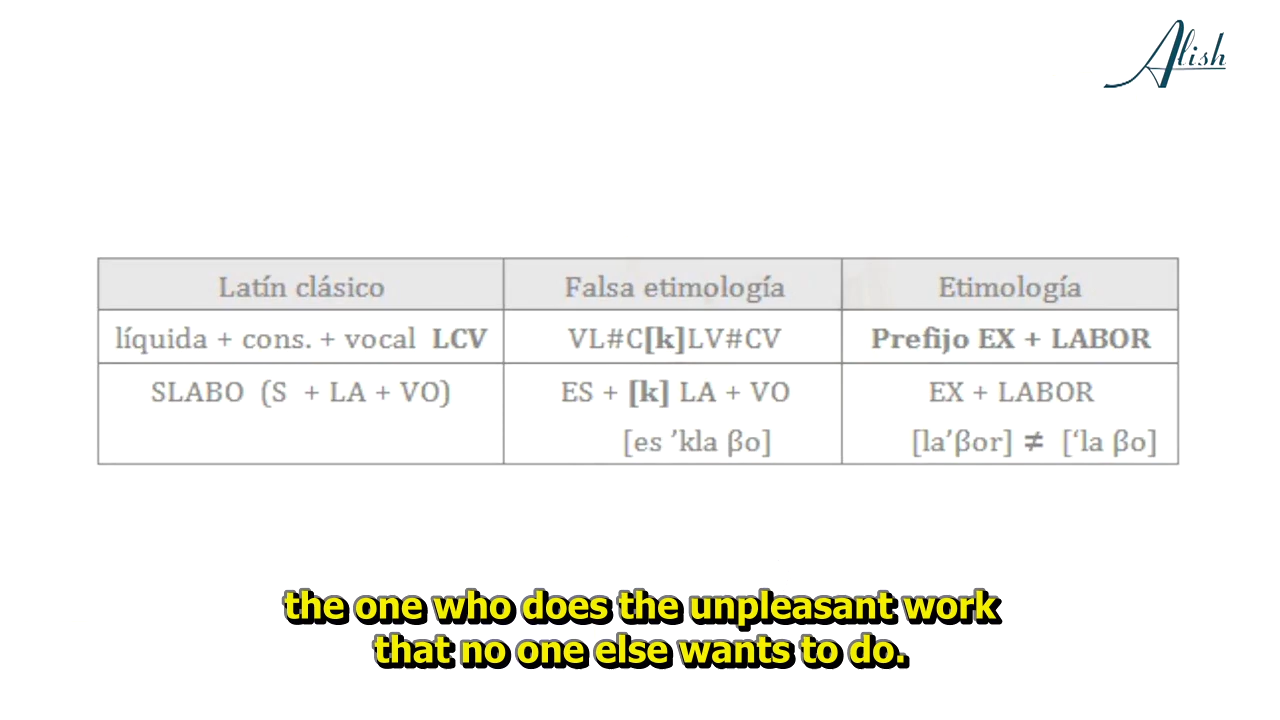 Alish
Latín clásico
Falsa etimología
Etimología
líquida + cons. + vocal LCV
VL#C[k]LV#CV
Prefijo EX + LABOR
SLABO (S + LA + VO)
ES + [k] LA + VO
EX + LABOR
[es ’kla βo]
[la’βor] ≠ [‘la βo]
the one who does the unpleasant work
that no one else wants to do.